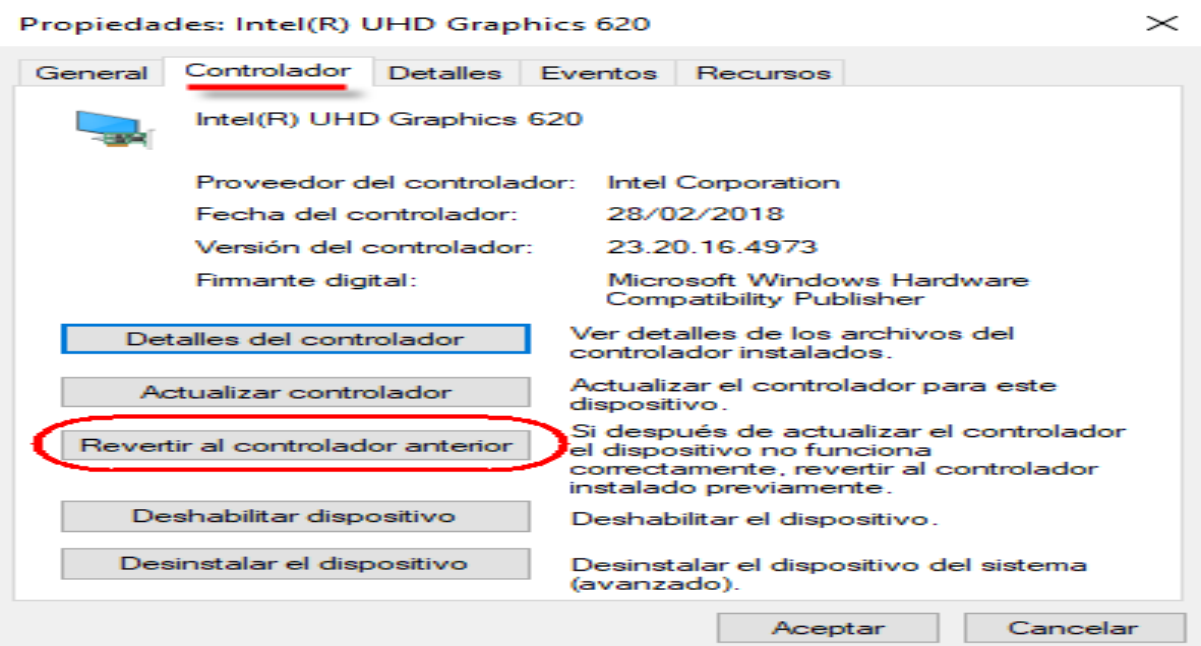 Propiedades: Intel(R) UHD Graphics 620
General Controlador Detalles Eventos Recursos
Intel(R) UHD Graphics 620
Proveedor del controlador: Intel Corporation
Fecha del controlador: 28/02/2018
Versión del controlador: 23.20.16.4973
Firmante digital: Microsoft Windows Hardware
Compatibility Publisher
Detalles del controlador
Ver detalles de los archivos del
controlador instalados.
Actualizar controlador
Actualizar el controlador para este
dispositivo.
Revertir al controlador anterior
Si después de actualizar el controlador
el dispositivo no funciona
correctamente, revertir al controlador
instalado previamente.
Deshabilitar dispositivo
Deshabilitar el dispositivo.
Desinstalar el dispositivo
Desinstalar el dispositivo del sistema
(avanzado).
Aceptar Cancelar